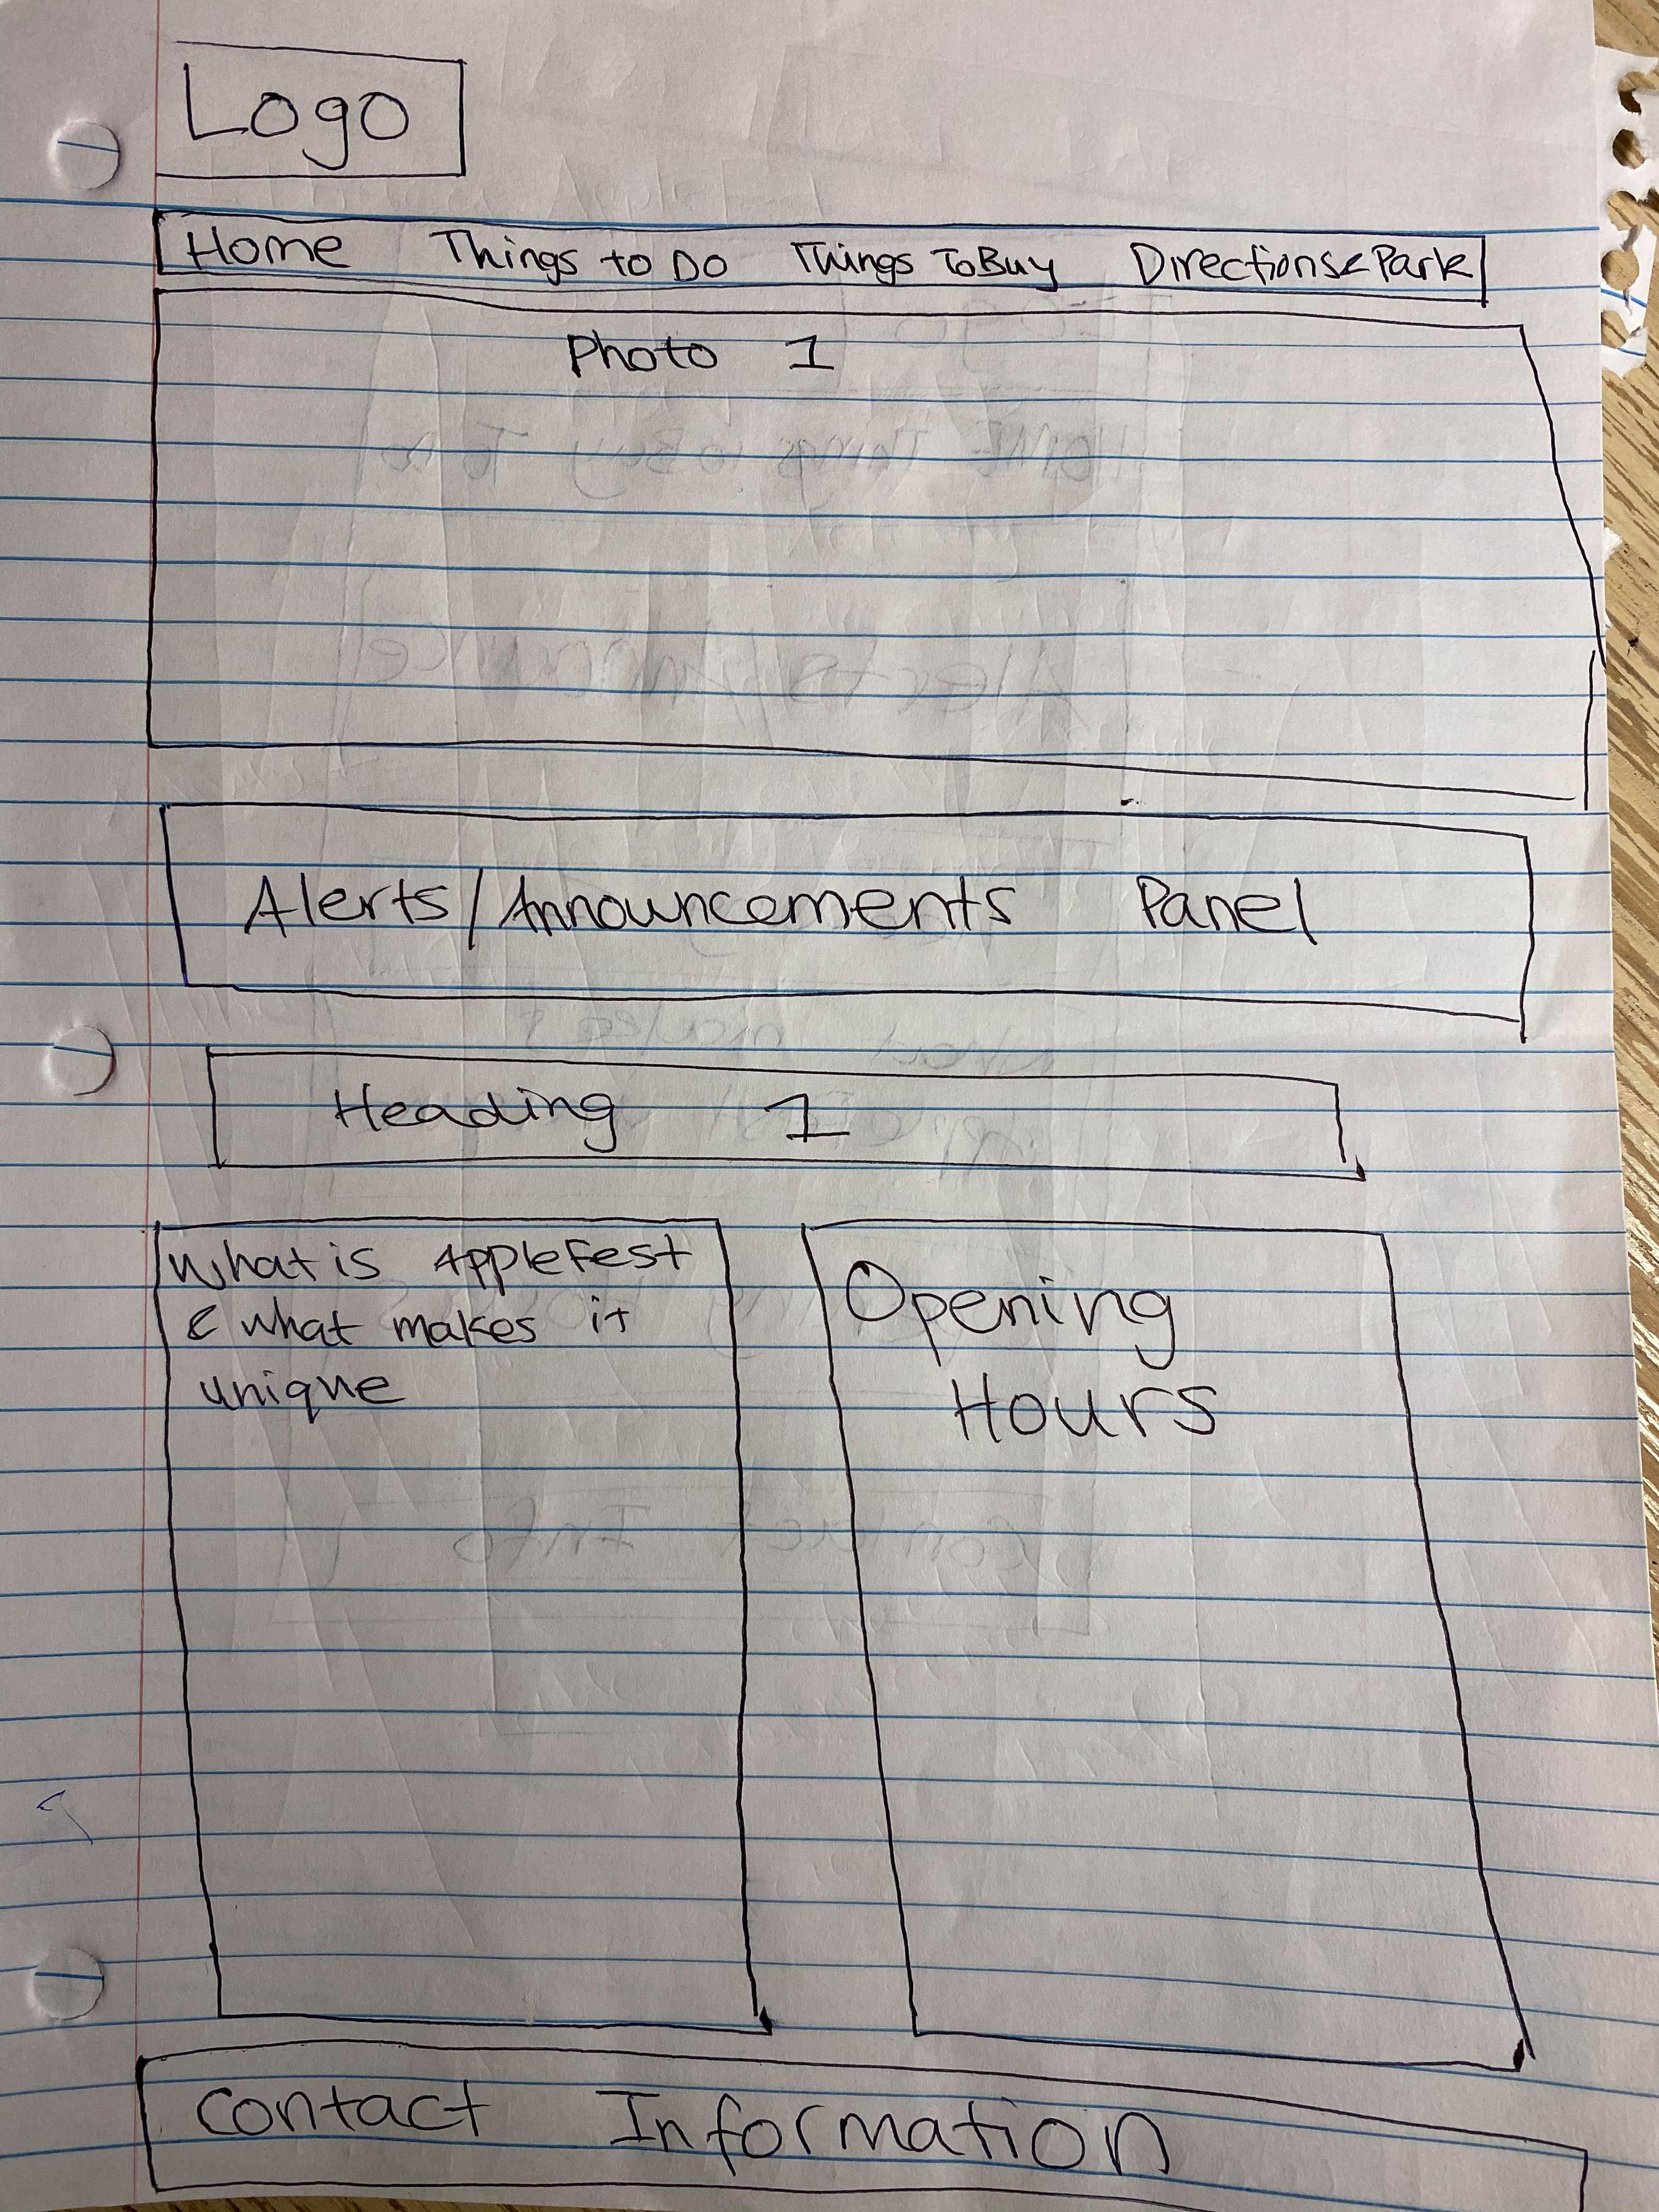 Logo
Home Things to Do Things To Buy Directions & Park
Photo 1
Alerts/Announcements Panel
Heading 1
What is AppleFest
& what makes it
unique
Opening
Hours
Contact Information